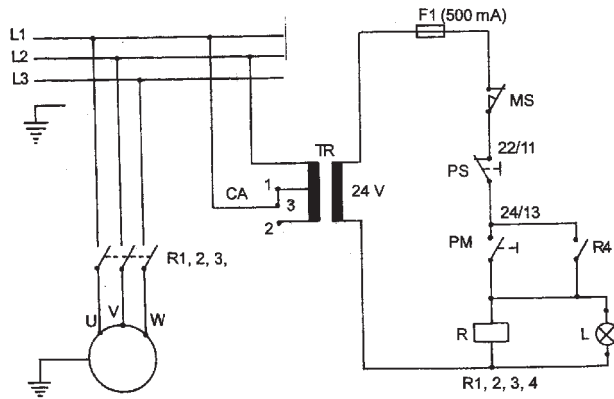 F1 (500 mA)
L1
L2
L3
MS
TR
22/11
PS
CA
1
24 V
3
2
24/13
PM
R4
R1, 2, 3,
U
V
W
R
L
R1, 2, 3, 4